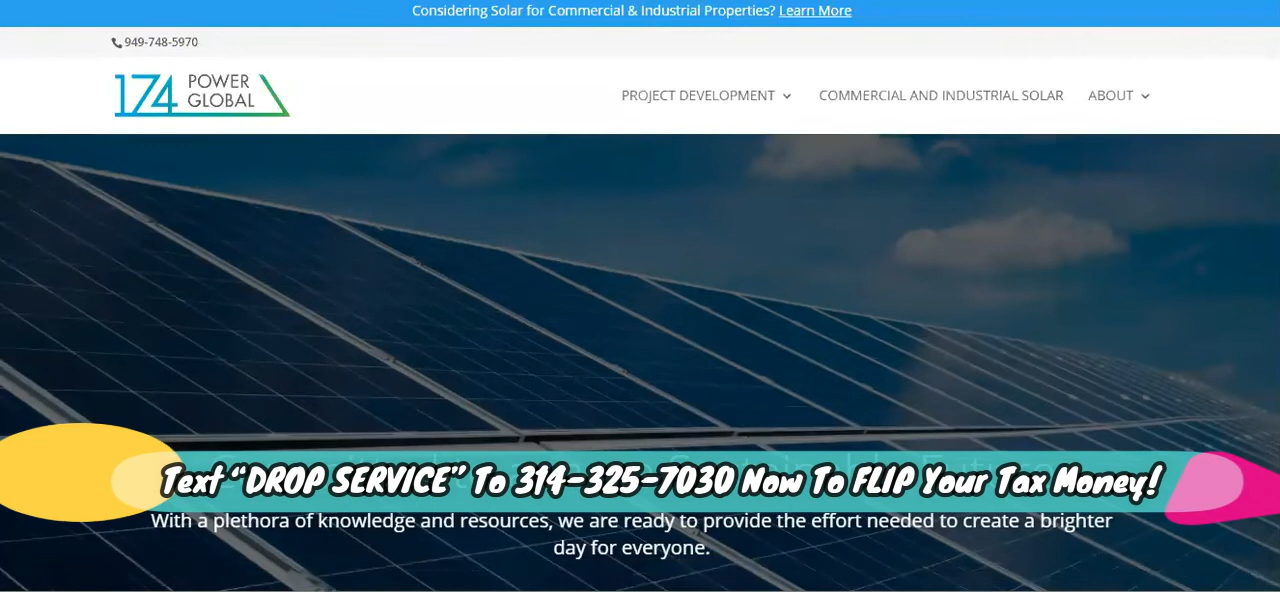 Considering Solar for Commercial & Industrial Properties? Learn More
949-748-5970
174 POWER GLOBAL
PROJECT DEVELOPMENT
COMMERCIAL AND INDUSTRIAL SOLAR
ABOUT
Text “DROP SERVICE” To 314-325-7030 Now To FLIP Your Tax Money!
With a plethora of knowledge and resources, we are ready to provide the effort needed to create a brighter
day for everyone.